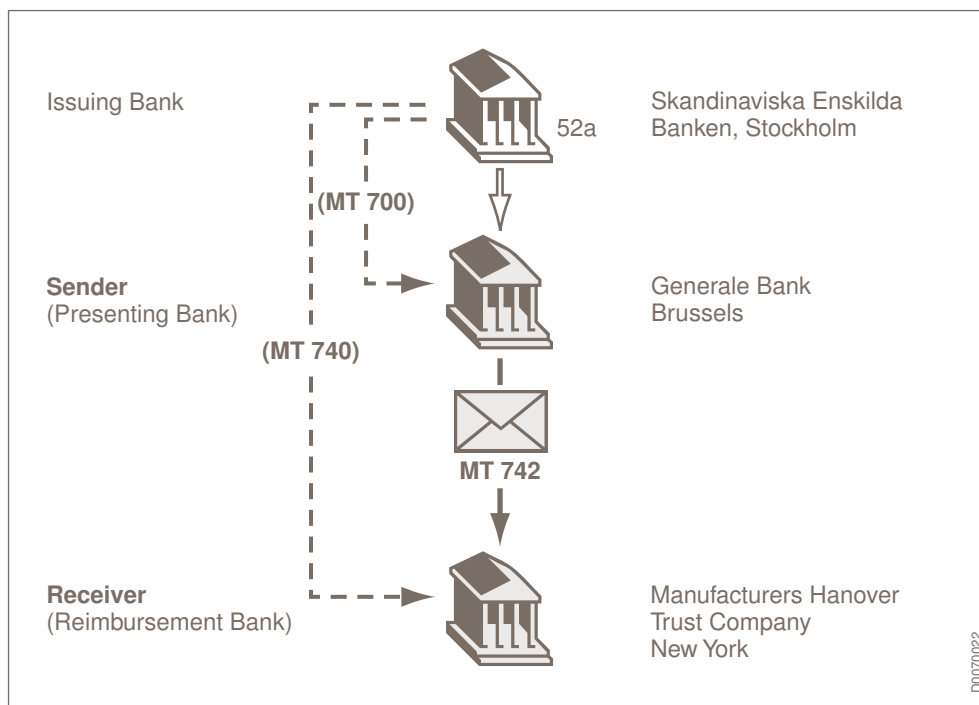 Issuing Bank
52a
Skandinaviska Enskilda
Banken, Stockholm
(MT 700)
Sender
(Presenting Bank)
Generale Bank
Brussels
(MT 740)
MT 742
Receiver
(Reimbursement Bank)
Manufacturers Hanover
Trust Company
New York
D0070022